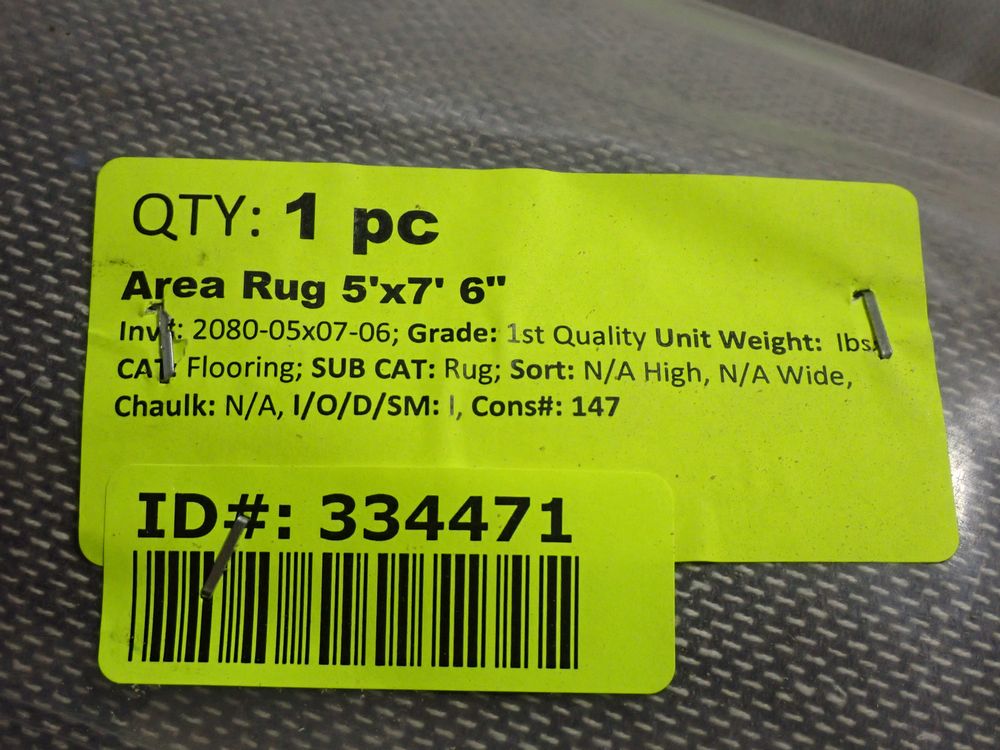 QTY: 1 pc
Area Rug 5'x7' 6"
Inv#: 2080-05x07-06; Grade: 1st Quality Unit Weight: lbs,
CAT: Flooring; SUB CAT: Rug; Sort: N/A High, N/A Wide,
Chaulk: N/A, I/O/D/SM: I, Cons#: 147
ID#: 334471